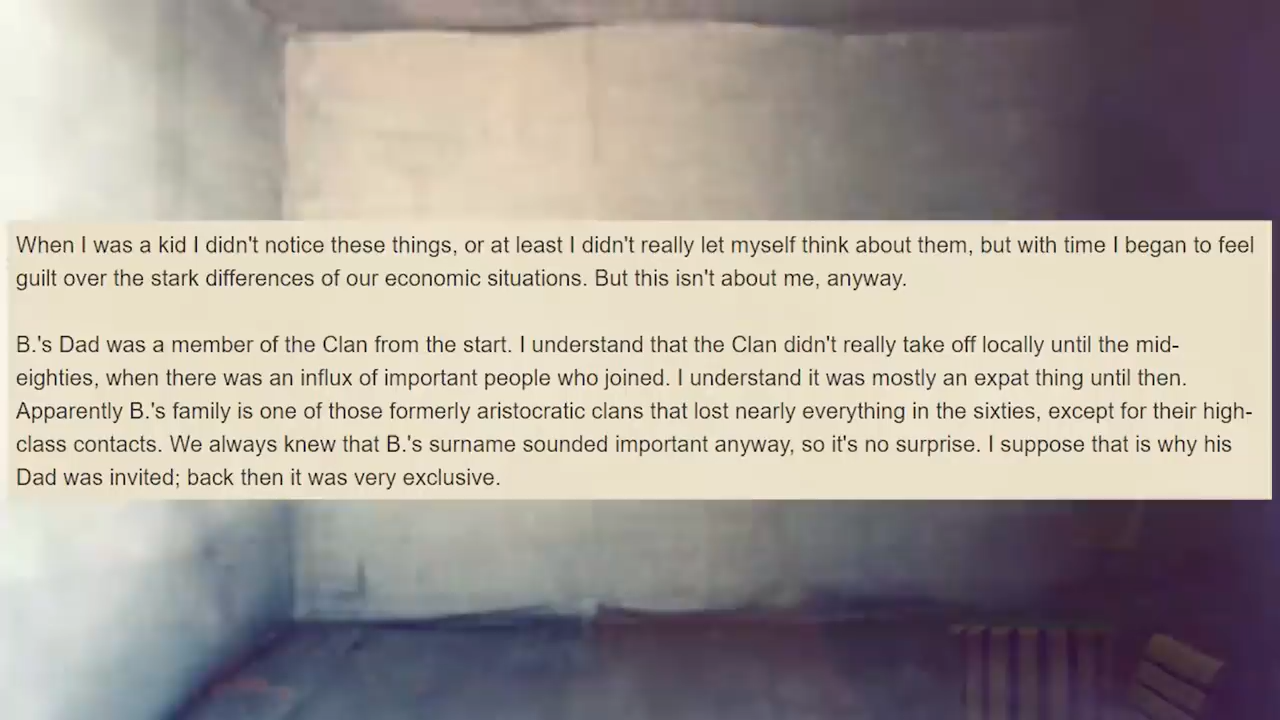 When I was a kid I didn't notice these things, or at least I didn't really let myself think about them, but with time I began to feel
guilt over the stark differences of our economic situations. But this isn't about me, anyway.
B.'s Dad was a member of the Clan from the start. I understand that the Clan didn't really take off locally until the mid-
eighties, when there was an influx of important people who joined. I understand it was mostly an expat thing until then.
Apparently B.'s family is one of those formerly aristocratic clans that lost nearly everything in the sixties, except for their high-
class contacts. We always knew that B.'s surname sounded important anyway, so it's no surprise. I suppose that is why his
Dad was invited; back then it was very exclusive.